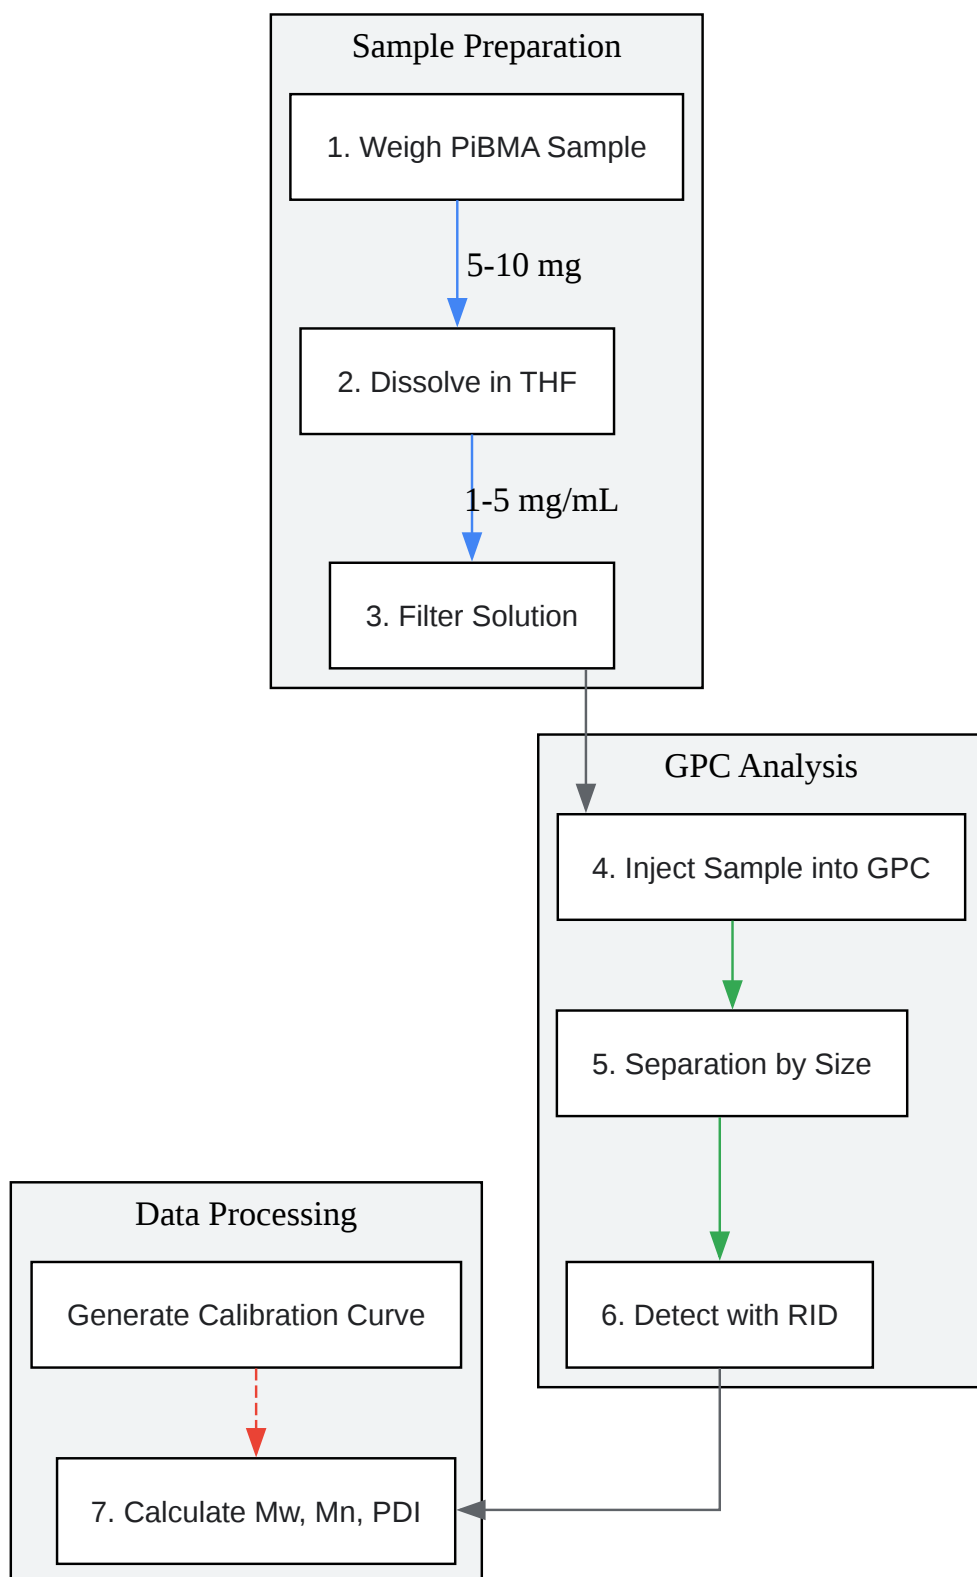 Sample Preparation
1. Weigh PiBMA Sample
5-10 mg
2. Dissolve in THF
1-5 mg/mL
3. Filter Solution
GPC Analysis
4. Inject Sample into GPC
5. Separation by Size
6. Detect with RID
Data Processing
Generate Calibration Curve
7. Calculate Mw, Mn, PDI